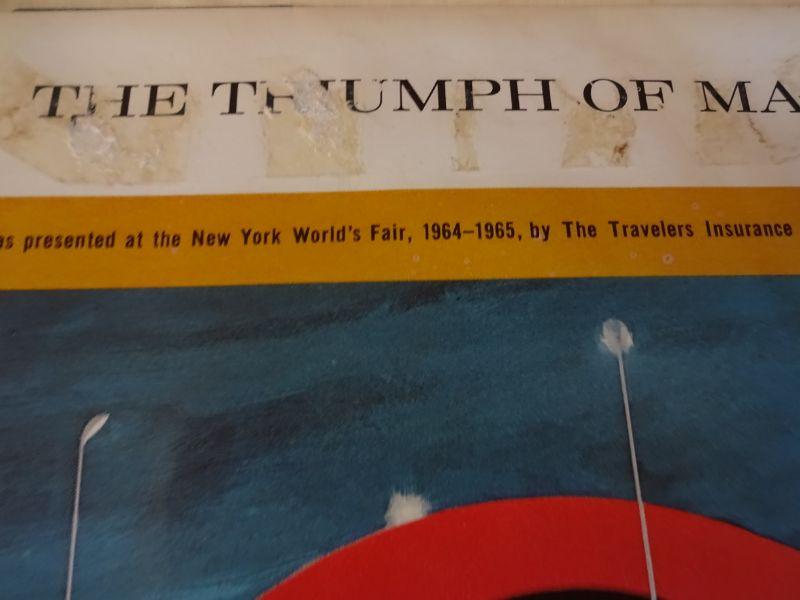 THE TRIUMPH OF MA
as presented at the New York World's Fair, 1964–1965, by The Travelers Insurance